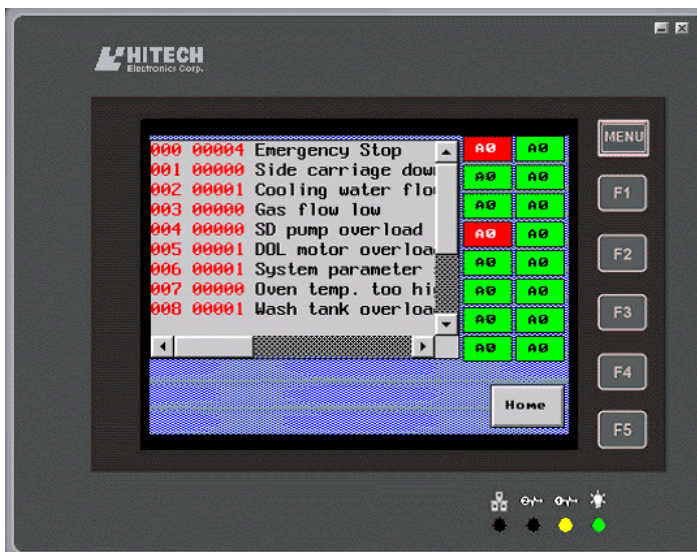 HITECH
Electronics Corp.
MENU
000 00004 Emergency Stop
001 00000 Side carriage down
002 00001 Cooling water flow
003 00000 Gas flow low
004 00000 SD pump overload
005 00001 DOL motor overloa
006 00001 System parameter
007 00000 Oven temp. too hi
008 00001 Wash tank overloa
A0 A0
A0 A0
A0 A0
A0 A0
A0 A0
A0 A0
A0 A0
A0 A0
Home
F1
F2
F3
F4
F5